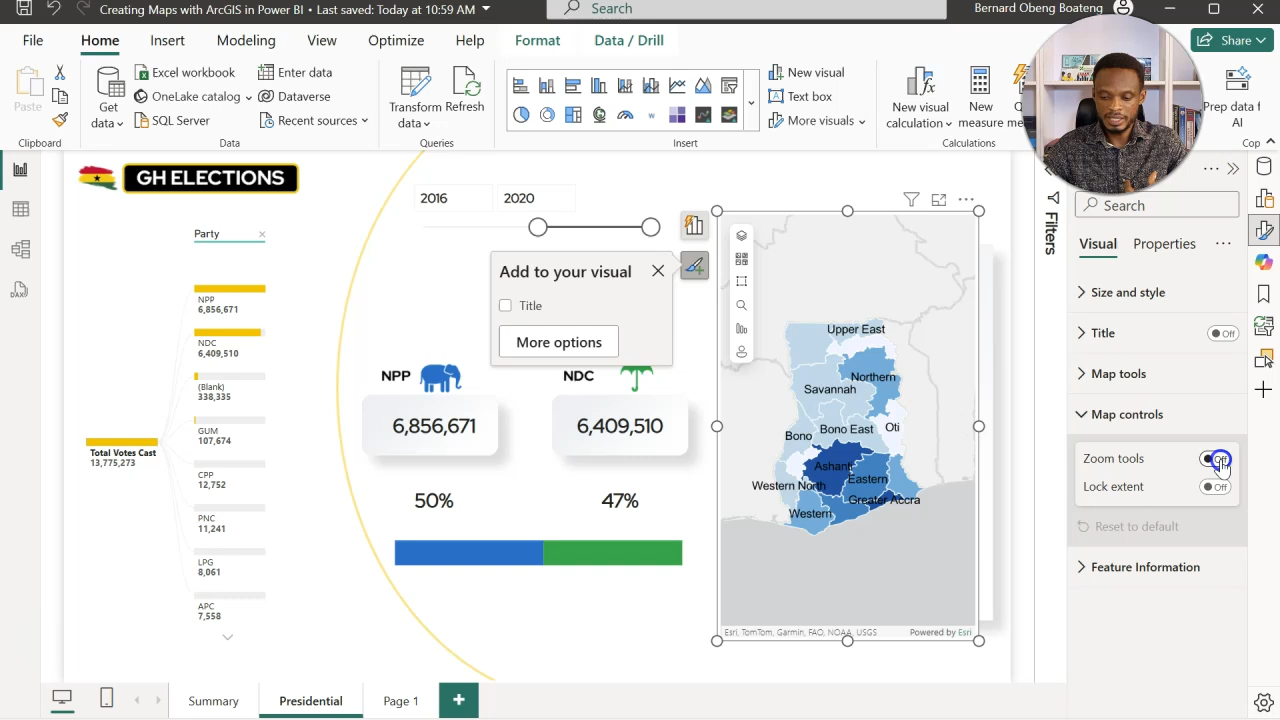 Creating Maps with ArcGIS in Power BI • Last saved: Today at 10:59 AM
Search
Bernard Obeng Boateng
File
Home
Insert
Modeling
View
Optimize
Help
Format
Data / Drill
Share
Paste
Get data
Excel workbook
OneLake catalog
SQL Server
Enter data
Dataverse
Recent sources
Transform data
Refresh
New visual
Text box
More visuals
New visual calculation
New measure
Prep data f
AI
Clipboard
Data
Queries
Insert
Calculations
Cop
GH ELECTIONS
2016
2020
Party
NPP
6,856,671
NDC
6,409,510
(Blank)
338,335
GUM
107,674
Total Votes Cast
13,775,273
CPP
12,752
PNC
11,241
LPG
8,061
APC
7,558
Add to your visual
Title
More options
NPP
NDC
6,856,671
6,409,510
50%
47%
Upper East
Northern
Savannah
Bono East
Oti
Bono
Ashanti
Eastern
Western North
Greater Accra
Western
Esri, TomTom, Garmin, FAO, NOAA, USGS
Powered by Esri
Filters
Search
Visual
Properties
Size and style
Title
Off
Map tools
Map controls
Zoom tools
Off
Lock extent
Off
Reset to default
Feature Information
DAX
Summary
Presidential
Page 1